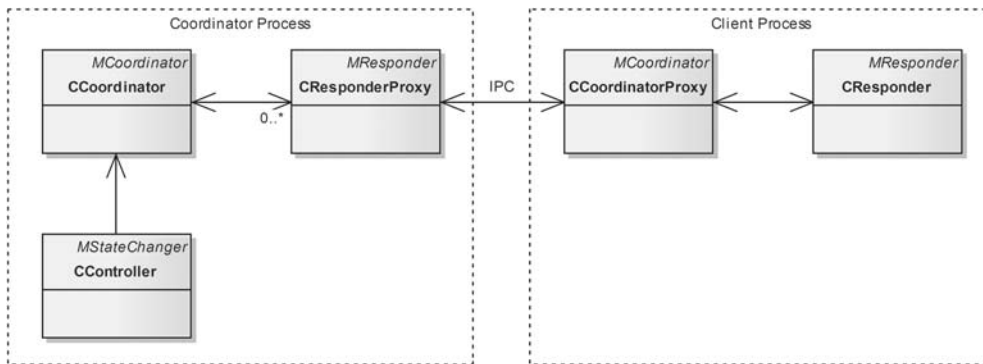 Coordinator Process
Client Process
MCoordinator
CCoordinator
MResponder
CResponderProxy
0..*
IPC
MCoordinator
CCoordinatorProxy
MResponder
CResponder
MStateChanger
CController